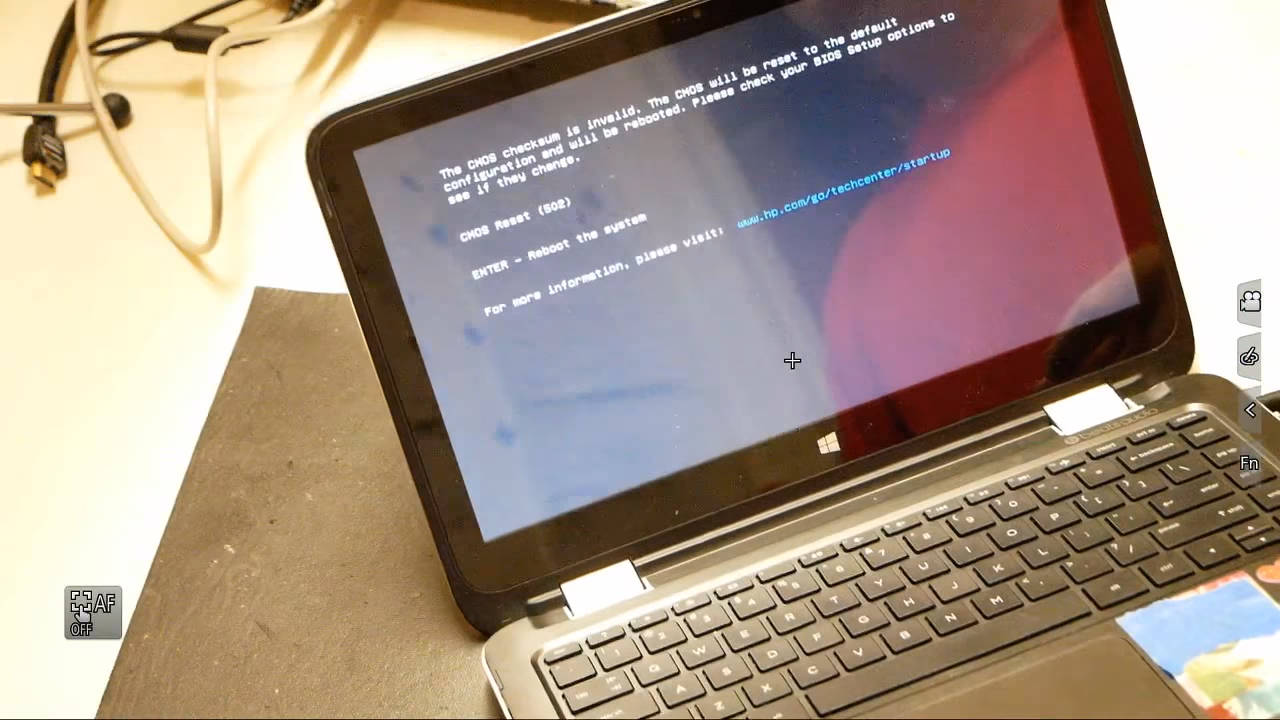 The CMOS checksum is invalid. The CMOS will be reset to the default
configuration and will be rebooted. Please check your BIOS Setup options to
see if they change.
CMOS Reset (502)
ENTER - Reboot the system
For more information, please visit: www.hp.com/go/techcenter/startup
beatsaudio
Fn
AF
OFF
Q W E R T Y U I O P
A S D F G H J K L
Z X C V B N M